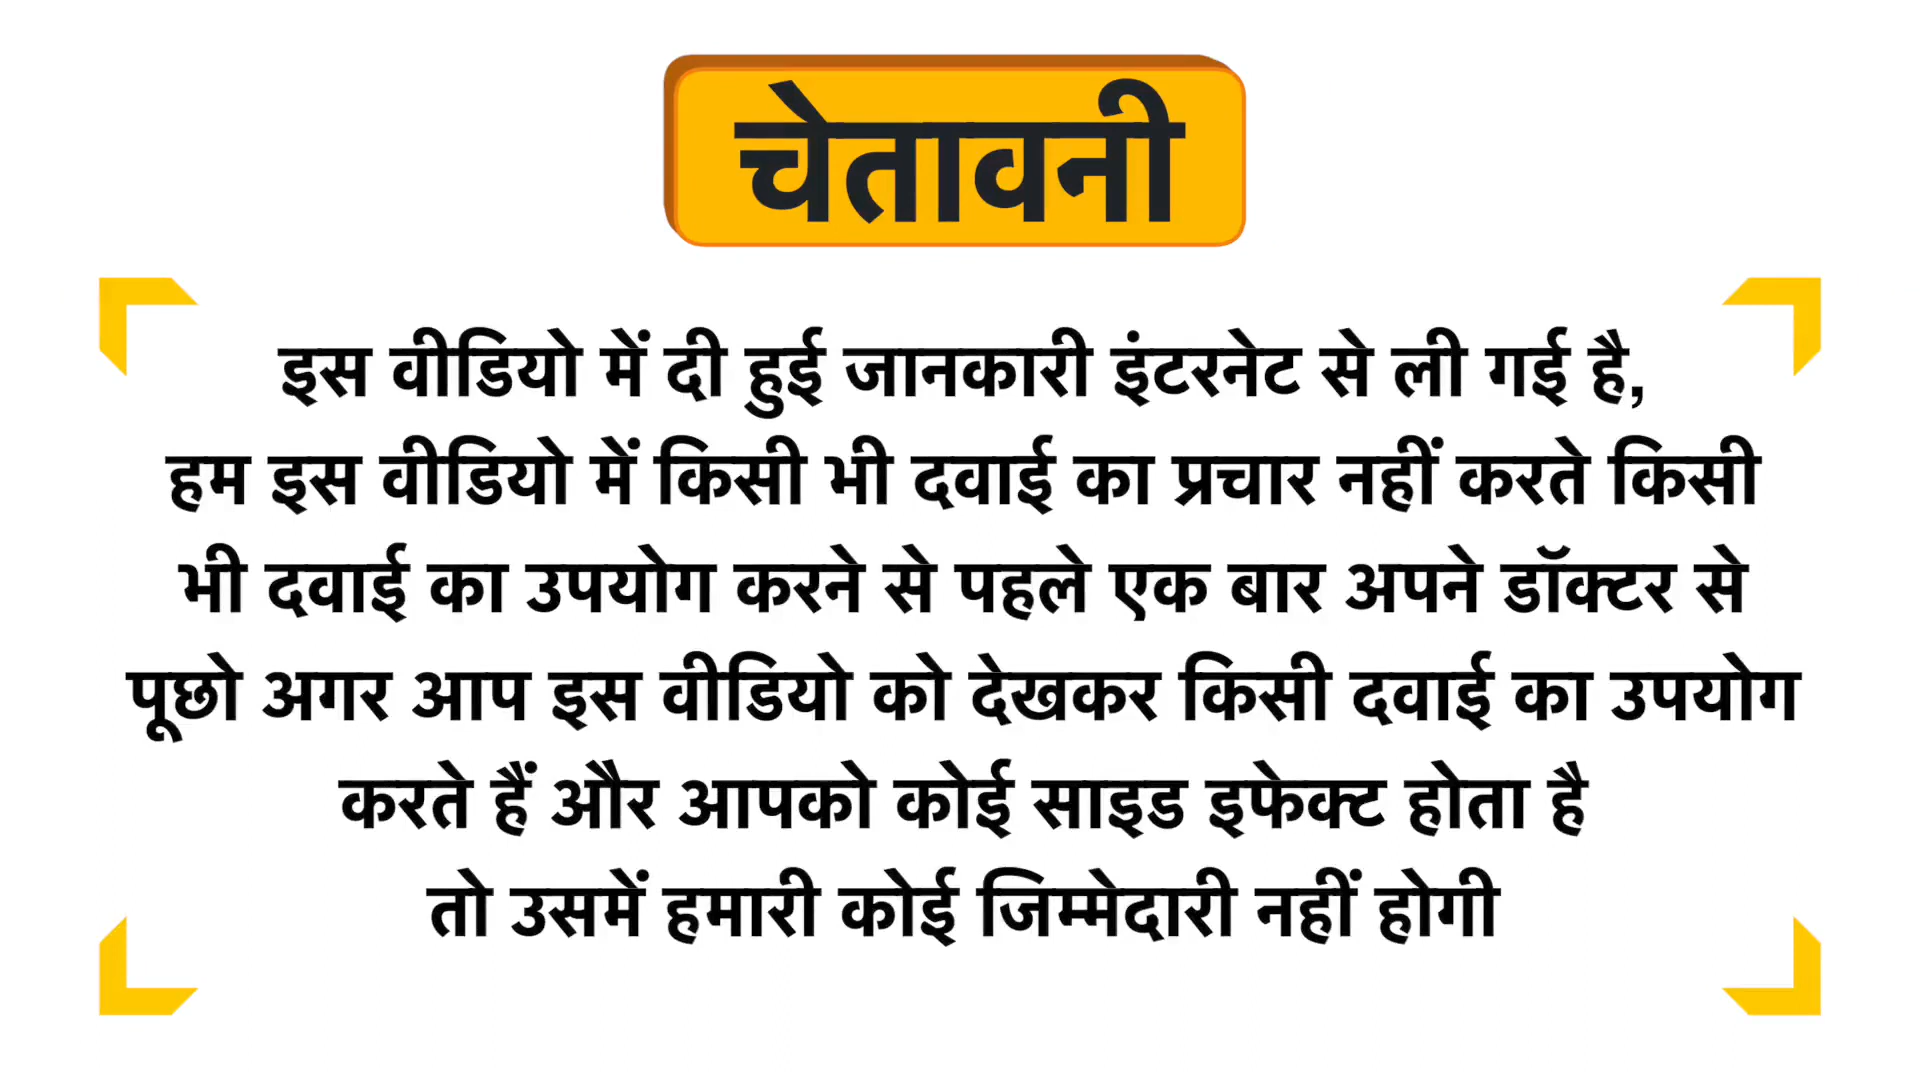 चेतावनी
इस वीडियो में दी हुई जानकारी इंटरनेट से ली गई है,
हम इस वीडियो में किसी भी दवाई का प्रचार नहीं करते किसी
भी दवाई का उपयोग करने से पहले एक बार अपने डॉक्टर से
पूछो अगर आप इस वीडियो को देखकर किसी दवाई का उपयोग
करते हैं और आपको कोई साइड इफेक्ट होता है
तो उसमें हमारी कोई जिम्मेदारी नहीं होगी